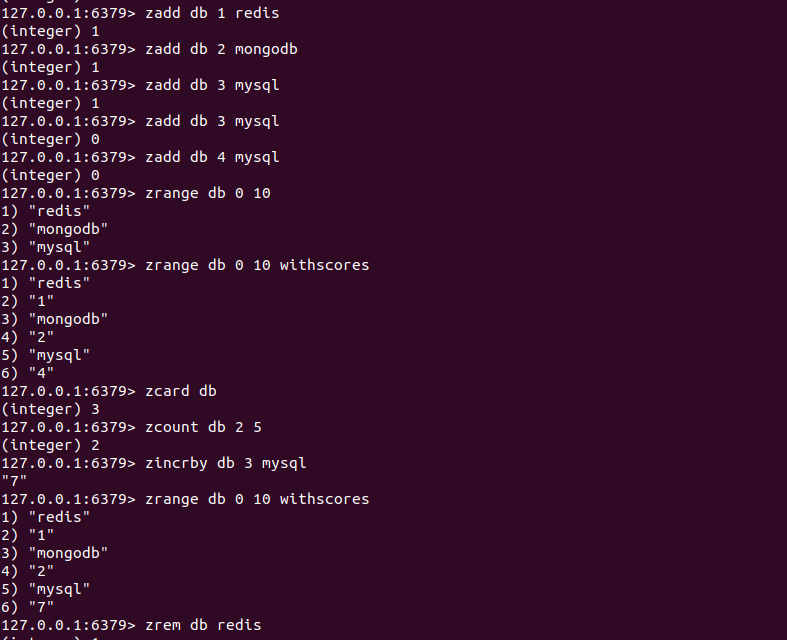 127.0.0.1:6379> zadd db 1 redis
(integer) 1
127.0.0.1:6379> zadd db 2 mongodb
(integer) 1
127.0.0.1:6379> zadd db 3 mysql
(integer) 1
127.0.0.1:6379> zadd db 3 mysql
(integer) 0
127.0.0.1:6379> zadd db 4 mysql
(integer) 0
127.0.0.1:6379> zrange db 0 10
1) "redis"
2) "mongodb"
3) "mysql"
127.0.0.1:6379> zrange db 0 10 withscores
1) "redis"
2) "1"
3) "mongodb"
4) "2"
5) "mysql"
6) "4"
127.0.0.1:6379> zcard db
(integer) 3
127.0.0.1:6379> zcount db 2 5
(integer) 2
127.0.0.1:6379> zincrby db 3 mysql
"7"
127.0.0.1:6379> zrange db 0 10 withscores
1) "redis"
2) "1"
3) "mongodb"
4) "2"
5) "mysql"
6) "7"
127.0.0.1:6379> zrem db redis